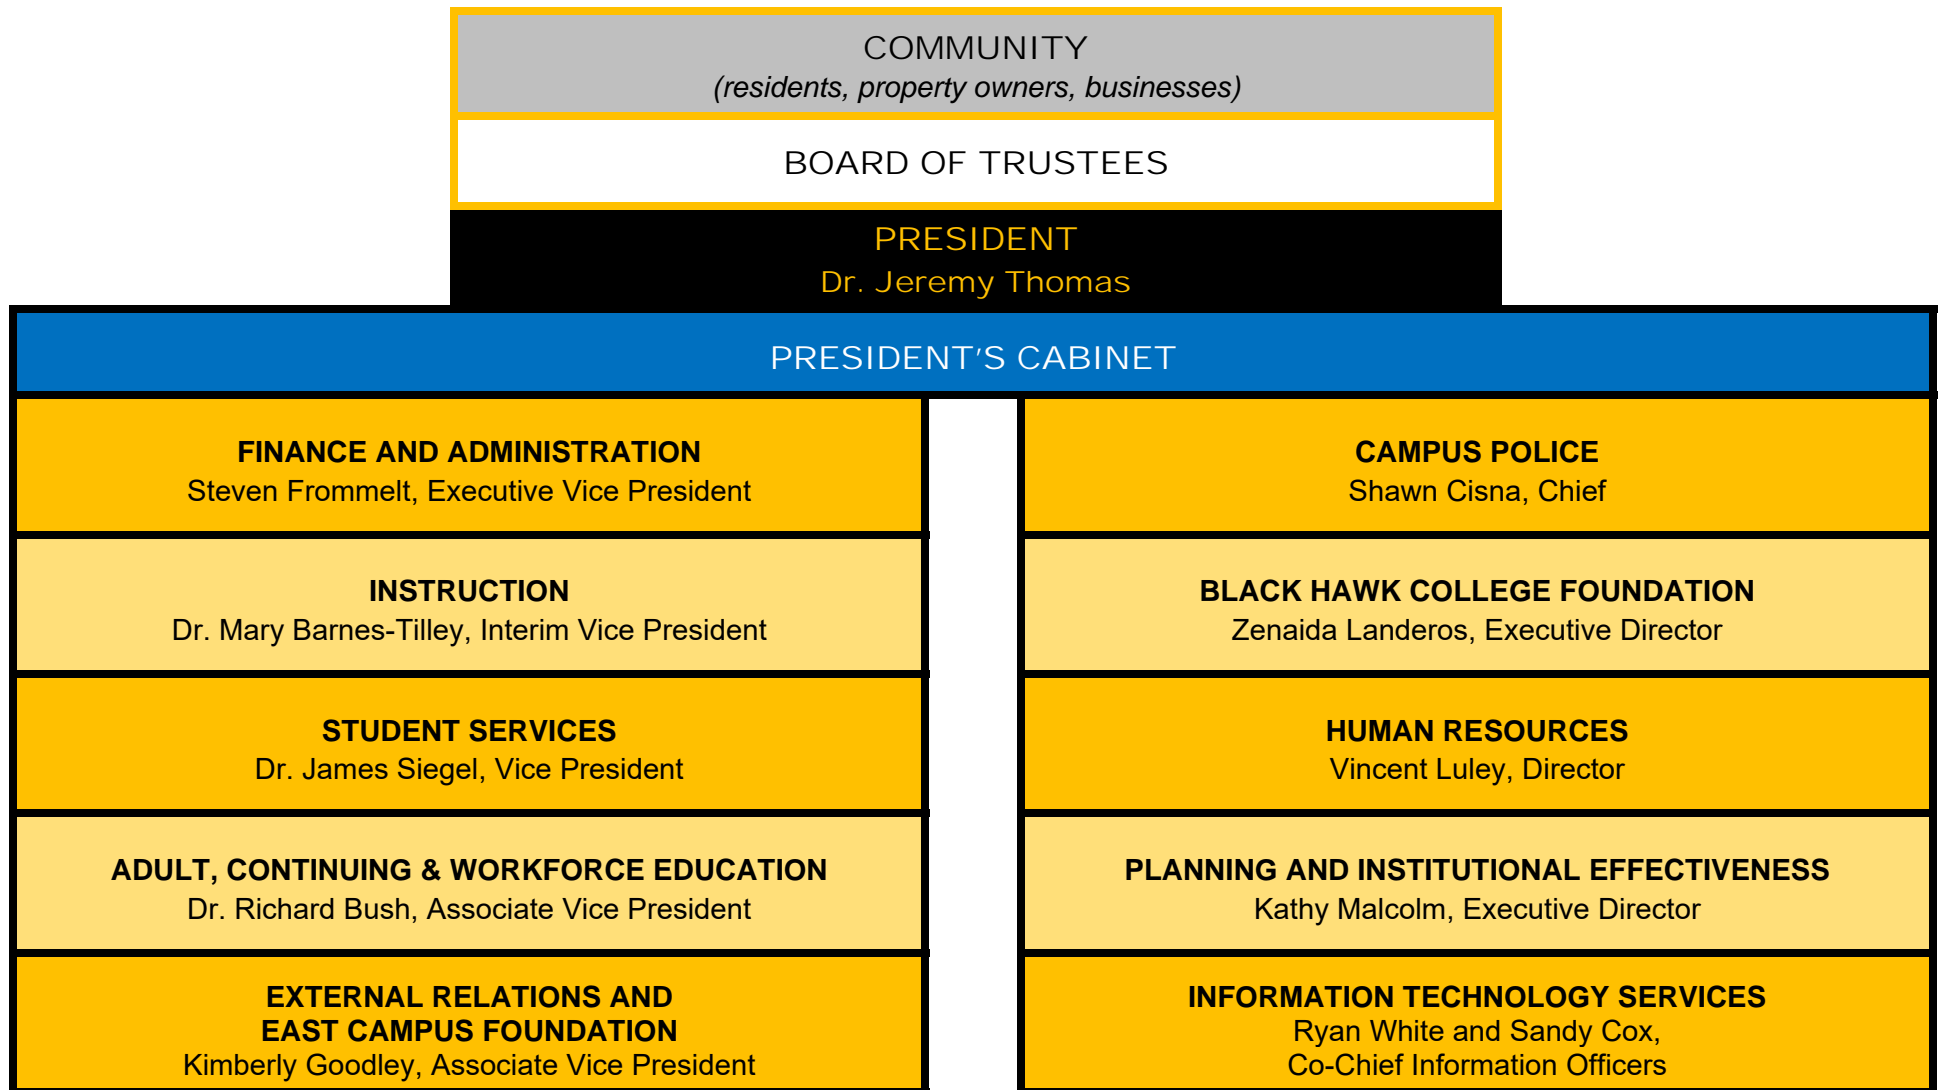 COMMUNITY
(residents, property owners, businesses)
BOARD OF TRUSTEES
PRESIDENT
Dr. Jeremy Thomas
PRESIDENT'S CABINET
FINANCE AND ADMINISTRATION
Steven Frommelt, Executive Vice President
INSTRUCTION
Dr. Mary Barnes-Tilley, Interim Vice President
STUDENT SERVICES
Dr. James Siegel, Vice President
ADULT, CONTINUING & WORKFORCE EDUCATION
Dr. Richard Bush, Associate Vice President
EXTERNAL RELATIONS AND
EAST CAMPUS FOUNDATION
Kimberly Goodley, Associate Vice President
CAMPUS POLICE
Shawn Cisna, Chief
BLACK HAWK COLLEGE FOUNDATION
Zenaida Landeros, Executive Director
HUMAN RESOURCES
Vincent Luley, Director
PLANNING AND INSTITUTIONAL EFFECTIVENESS
Kathy Malcolm, Executive Director
INFORMATION TECHNOLOGY SERVICES
Ryan White and Sandy Cox,
Co-Chief Information Officers